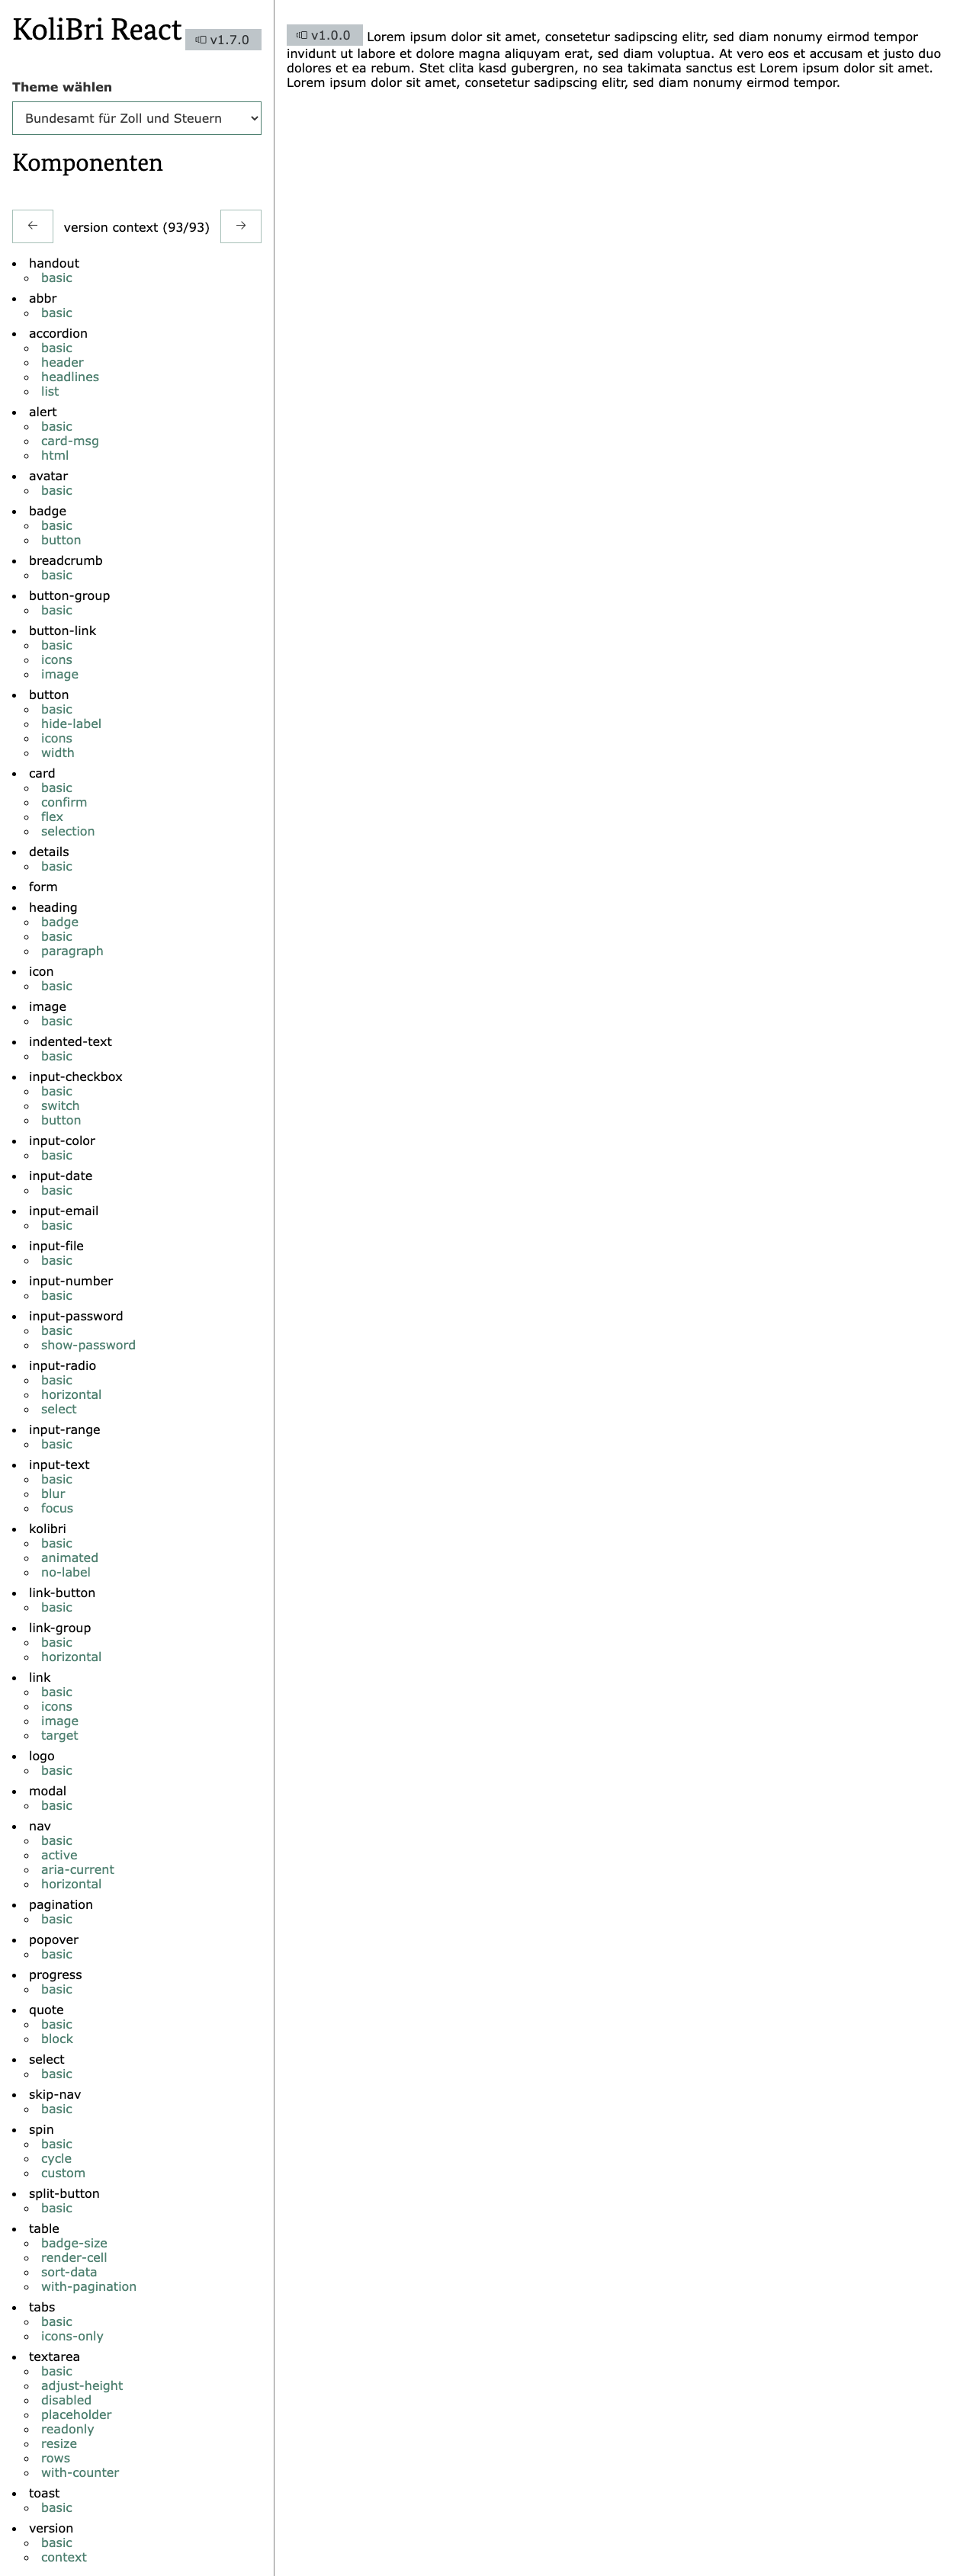 KoliBri React v1.7.0
Theme wählen
Bundesamt für Zoll und Steuern
Komponenten
← version context (93/93) →
handout
basic
abbr
basic
accordion
basic
header
headlines
list
alert
basic
card-msg
html
avatar
basic
badge
basic
button
breadcrumb
basic
button-group
basic
button-link
basic
icons
image
button
basic
hide-label
icons
width
card
basic
confirm
flex
selection
details
basic
form
heading
badge
basic
paragraph
icon
basic
image
basic
indented-text
basic
input-checkbox
basic
switch
button
input-color
basic
input-date
basic
input-email
basic
input-file
basic
input-number
basic
input-password
basic
show-password
input-radio
basic
horizontal
select
input-range
basic
input-text
basic
blur
focus
kolibri
basic
animated
no-label
link-button
basic
link-group
basic
horizontal
link
basic
icons
image
target
logo
basic
modal
basic
nav
basic
active
aria-current
horizontal
pagination
basic
popover
basic
progress
basic
quote
basic
block
select
basic
skip-nav
basic
spin
basic
cycle
custom
split-button
basic
table
badge-size
render-cell
sort-data
with-pagination
tabs
basic
icons-only
textarea
basic
adjust-height
disabled
placeholder
readonly
resize
rows
with-counter
toast
basic
version
basic
context
v1.0.0 Lorem ipsum dolor sit amet, consetetur sadipscing elitr, sed diam nonumy eirmod tempor
invidunt ut labore et dolore magna aliquyam erat, sed diam voluptua. At vero eos et accusam et justo duo
dolores et ea rebum. Stet clita kasd gubergren, no sea takimata sanctus est Lorem ipsum dolor sit amet.
Lorem ipsum dolor sit amet, consetetur sadipscing elitr, sed diam nonumy eirmod tempor.